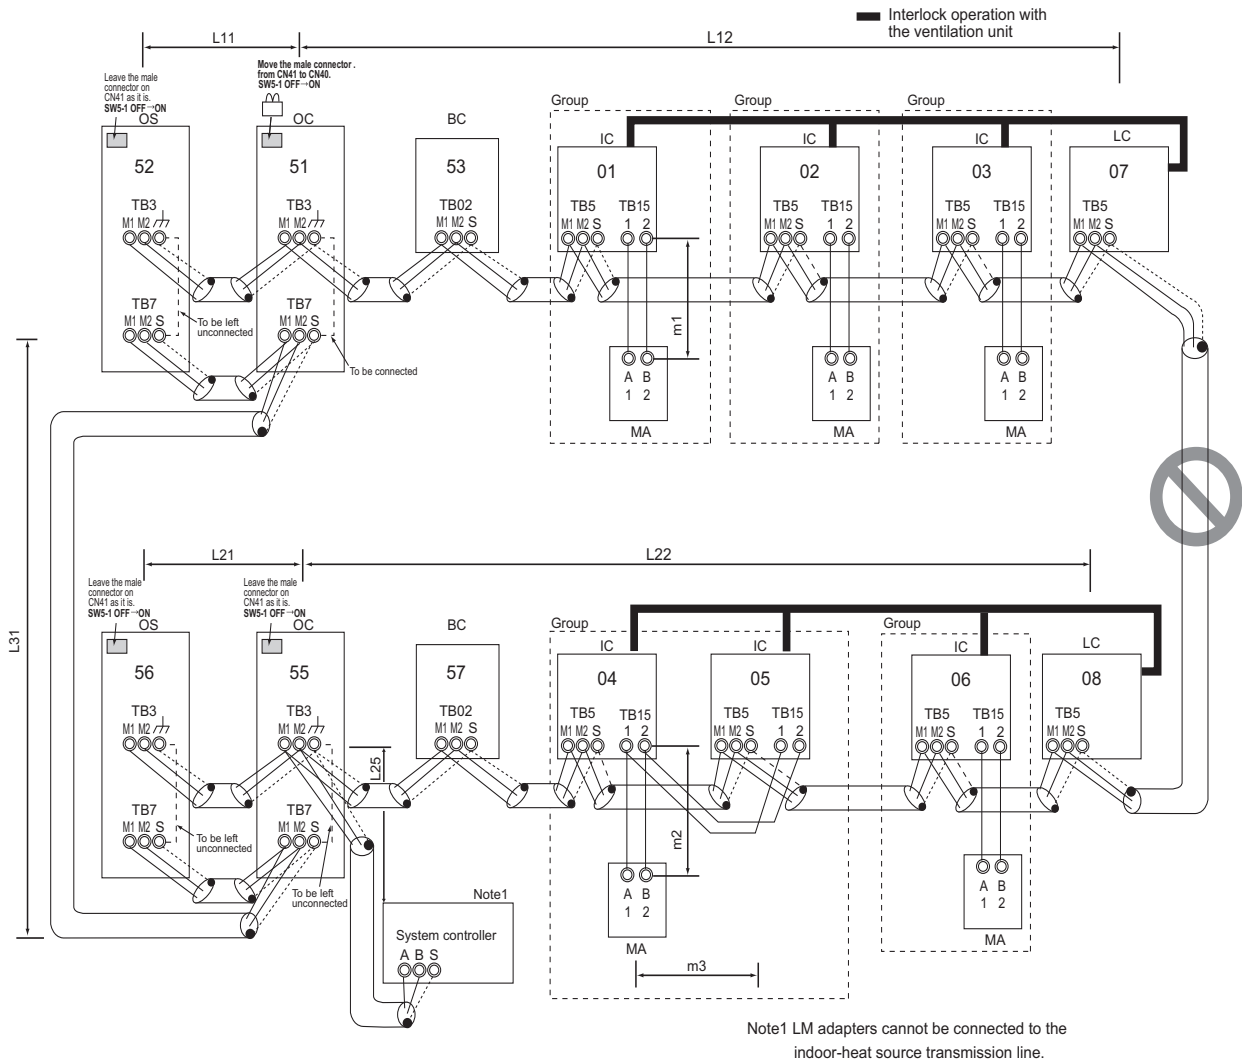 Interlock operation with
the ventilation unit
L11
L12
Leave the male
connector on
CN41 as it is.
SW5-1 OFF→ON
Move the male connector .
from CN41 to CN40.
SW5-1 OFF→ON
OS
OC
BC
Group
Group
Group
IC
IC
IC
LC
52
51
53
01
02
03
07
TB3
TB3
TB02
TB5
TB15
TB5
TB15
TB5
TB15
TB5
M1 M2
M1 M2
M1 M2 S
M1 M2 S
1 2
M1 M2 S
1 2
M1 M2 S
1 2
M1 M2 S
TB7
TB7
M1 M2 S
M1 M2 S
To be left
unconnected
To be connected
m1
A B
1 2
MA
A B
1 2
MA
A B
1 2
MA
L31
L21
L22
Leave the male
connector on
CN41 as it is.
SW5-1 OFF→ON
Leave the male
connector on
CN41 as it is.
SW5-1 OFF→ON
OS
OC
BC
Group
Group
IC
IC
IC
LC
56
55
57
04
05
06
08
TB3
TB3
TB02
TB5
TB15
TB5
TB15
TB5
TB15
TB5
M1 M2
M1 M2
M1 M2 S
M1 M2 S
1 2
M1 M2 S
1 2
M1 M2 S
1 2
M1 M2 S
L25
TB7
TB7
M1 M2 S
M1 M2 S
To be left
unconnected
To be left
unconnected
m2
A B
1 2
MA
A B
1 2
MA
Note1
System controller
A B S
m3
Note1 LM adapters cannot be connected to the
indoor-heat source transmission line.